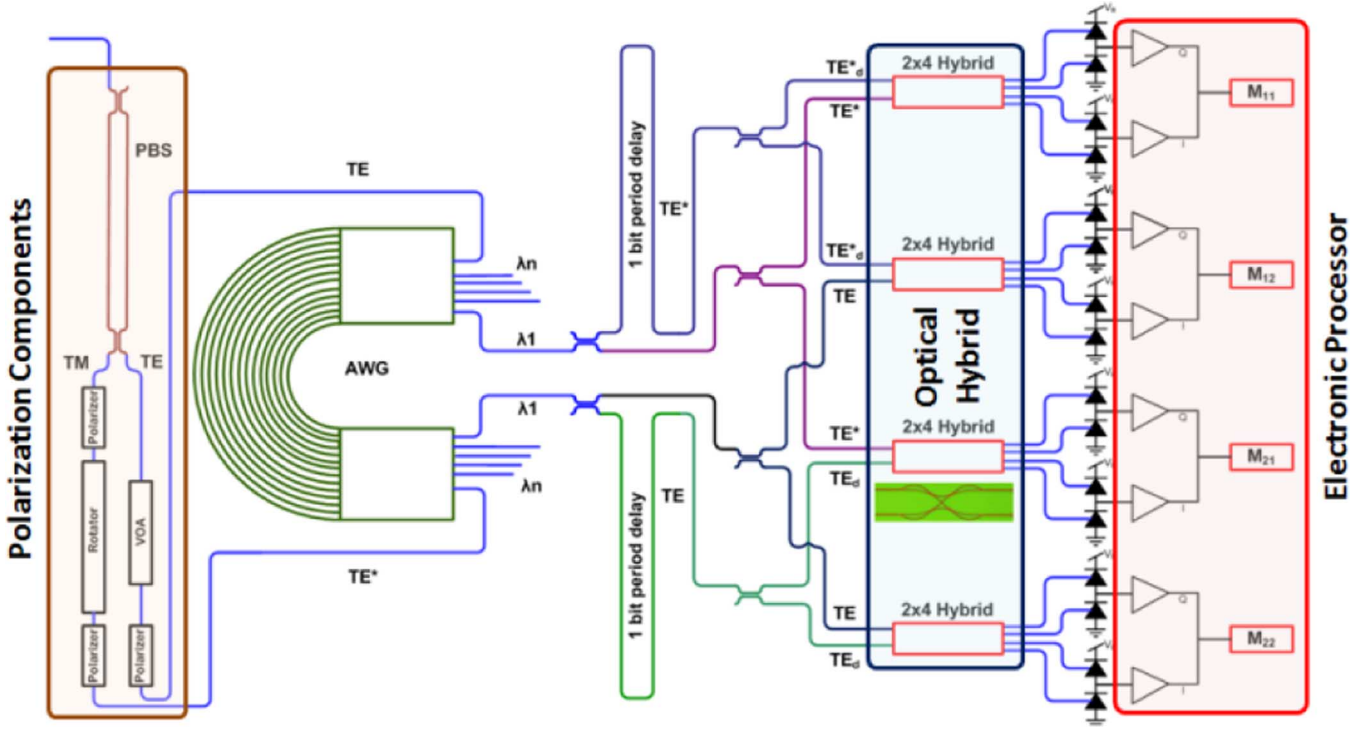 Polarization Components
PBS
TM
TE
Polarizer
Rotator
Polarizer
VOA
Polarizer
TE
λn
λ1
AWG
λ1
λn
TE*
1 bit period delay
TE*
1 bit period delay
TE
TE*d
TE*
TE*d
TE
TE*
TEd
TE
TEd
2x4 Hybrid
2x4 Hybrid
Optical
Hybrid
2x4 Hybrid
2x4 Hybrid
Q
I
M11
Q
I
M12
Q
I
M21
Q
I
M22
Electronic Processor